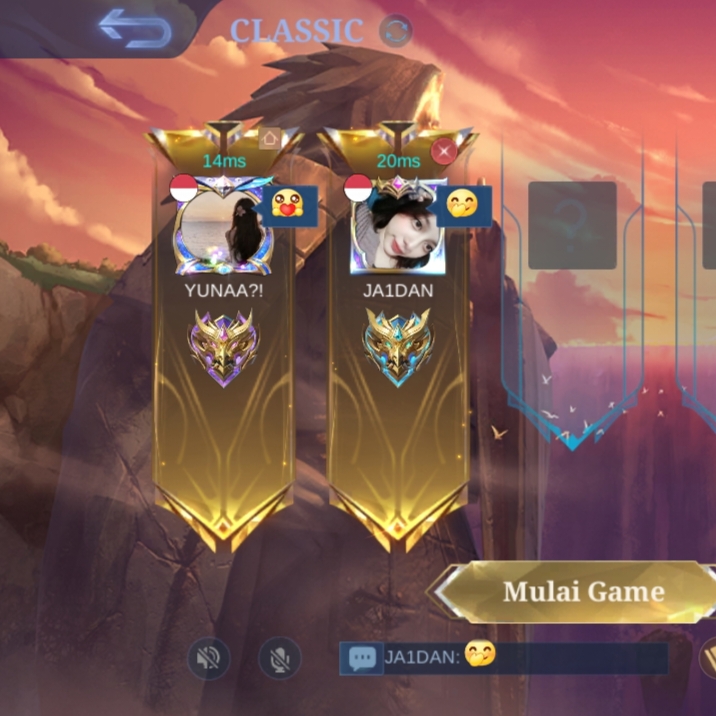 CLASSIC
14ms
20ms
YUNAA?!
JA1DAN
Mulai Game
JA1DAN: